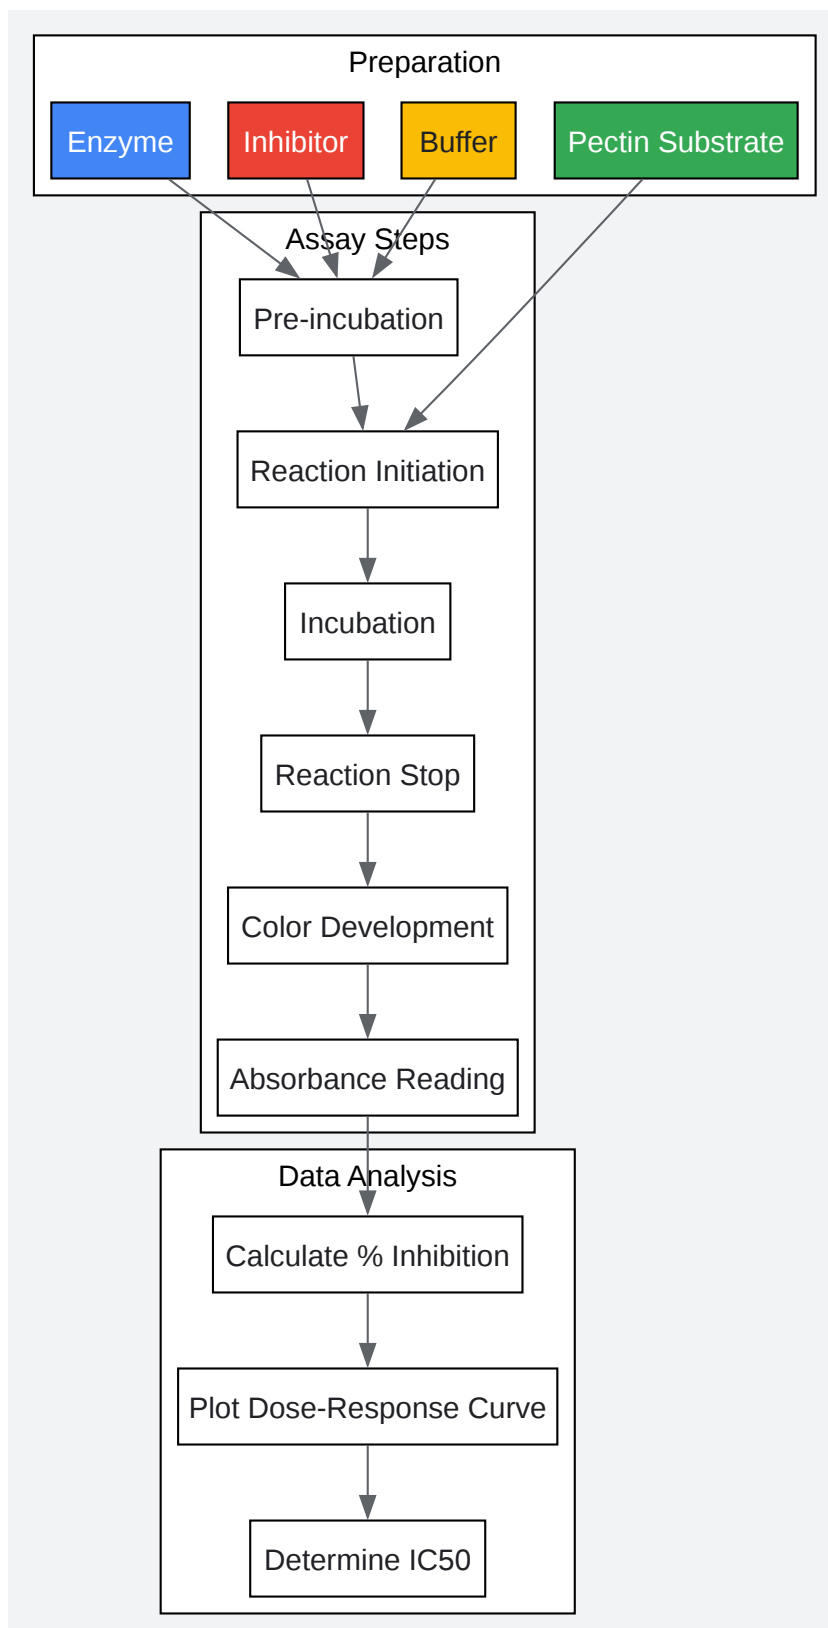 Preparation
Enzyme
Inhibitor
Buffer
Pectin Substrate
Assay Steps
Pre-incubation
Reaction Initiation
Incubation
Reaction Stop
Color Development
Absorbance Reading
Data Analysis
Calculate % Inhibition
Plot Dose-Response Curve
Determine IC50